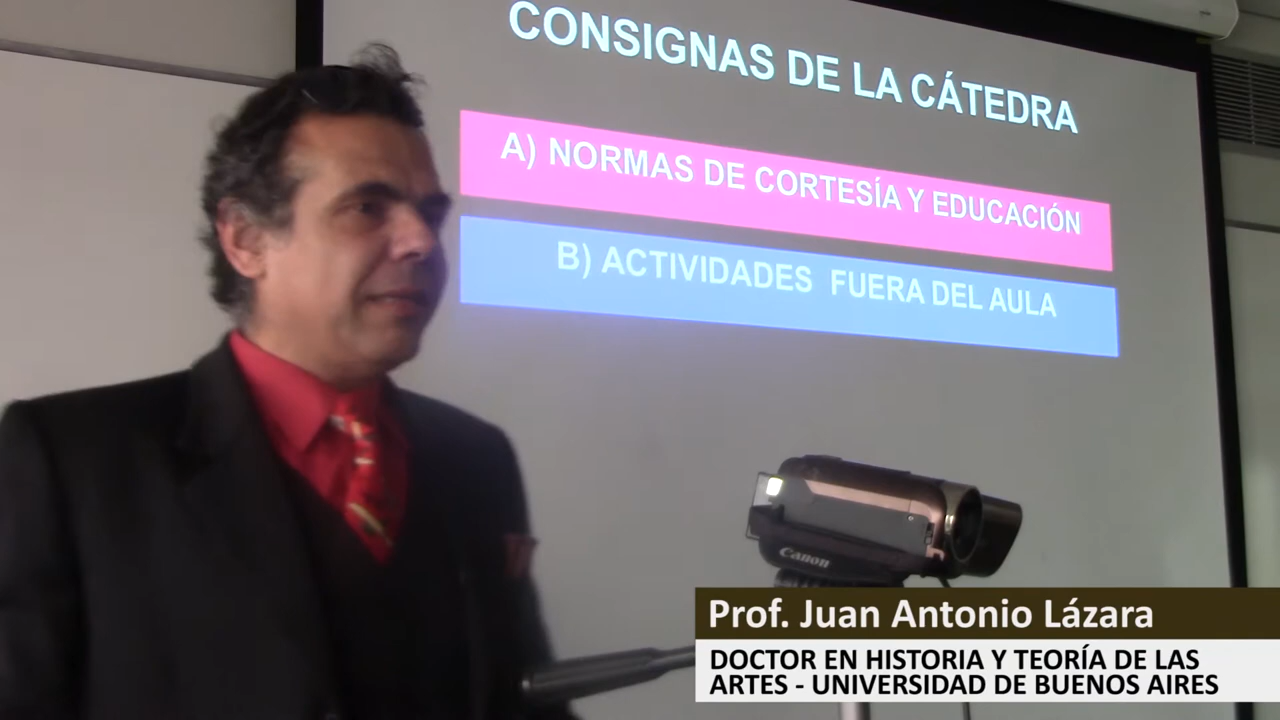 CONSIGNAS DE LA CÁTEDRA
A) NORMAS DE CORTESÍA Y EDUCACIÓN
B) ACTIVIDADES FUERA DEL AULA
Canon
Prof. Juan Antonio Lázara
DOCTOR EN HISTORIA Y TEORÍA DE LAS
ARTES - UNIVERSIDAD DE BUENOS AIRES